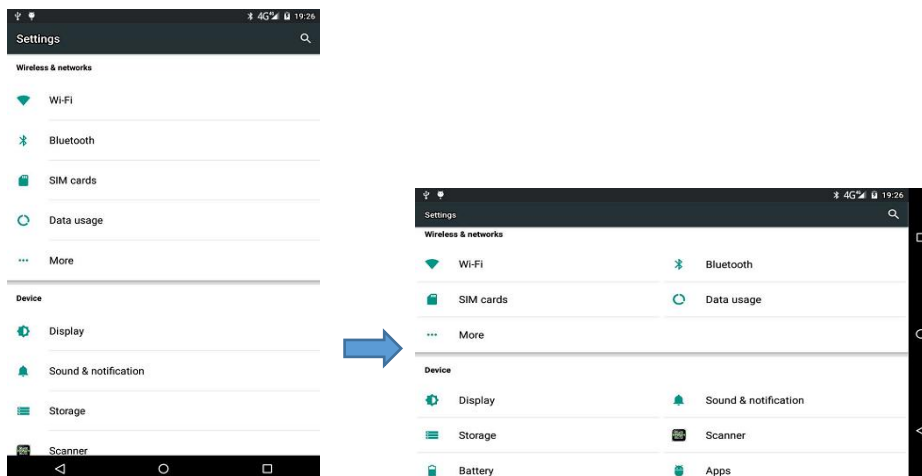 4G 19:26
Settings
Wireless & networks
Wi-Fi
Bluetooth
SIM cards
Data usage
More
Device
Display
Sound & notification
Storage
Scanner
4G 19:26
Settings
Wireless & networks
Wi-Fi Bluetooth
SIM cards Data usage
More
Device
Display Sound & notification
Storage Scanner
Battery Apps